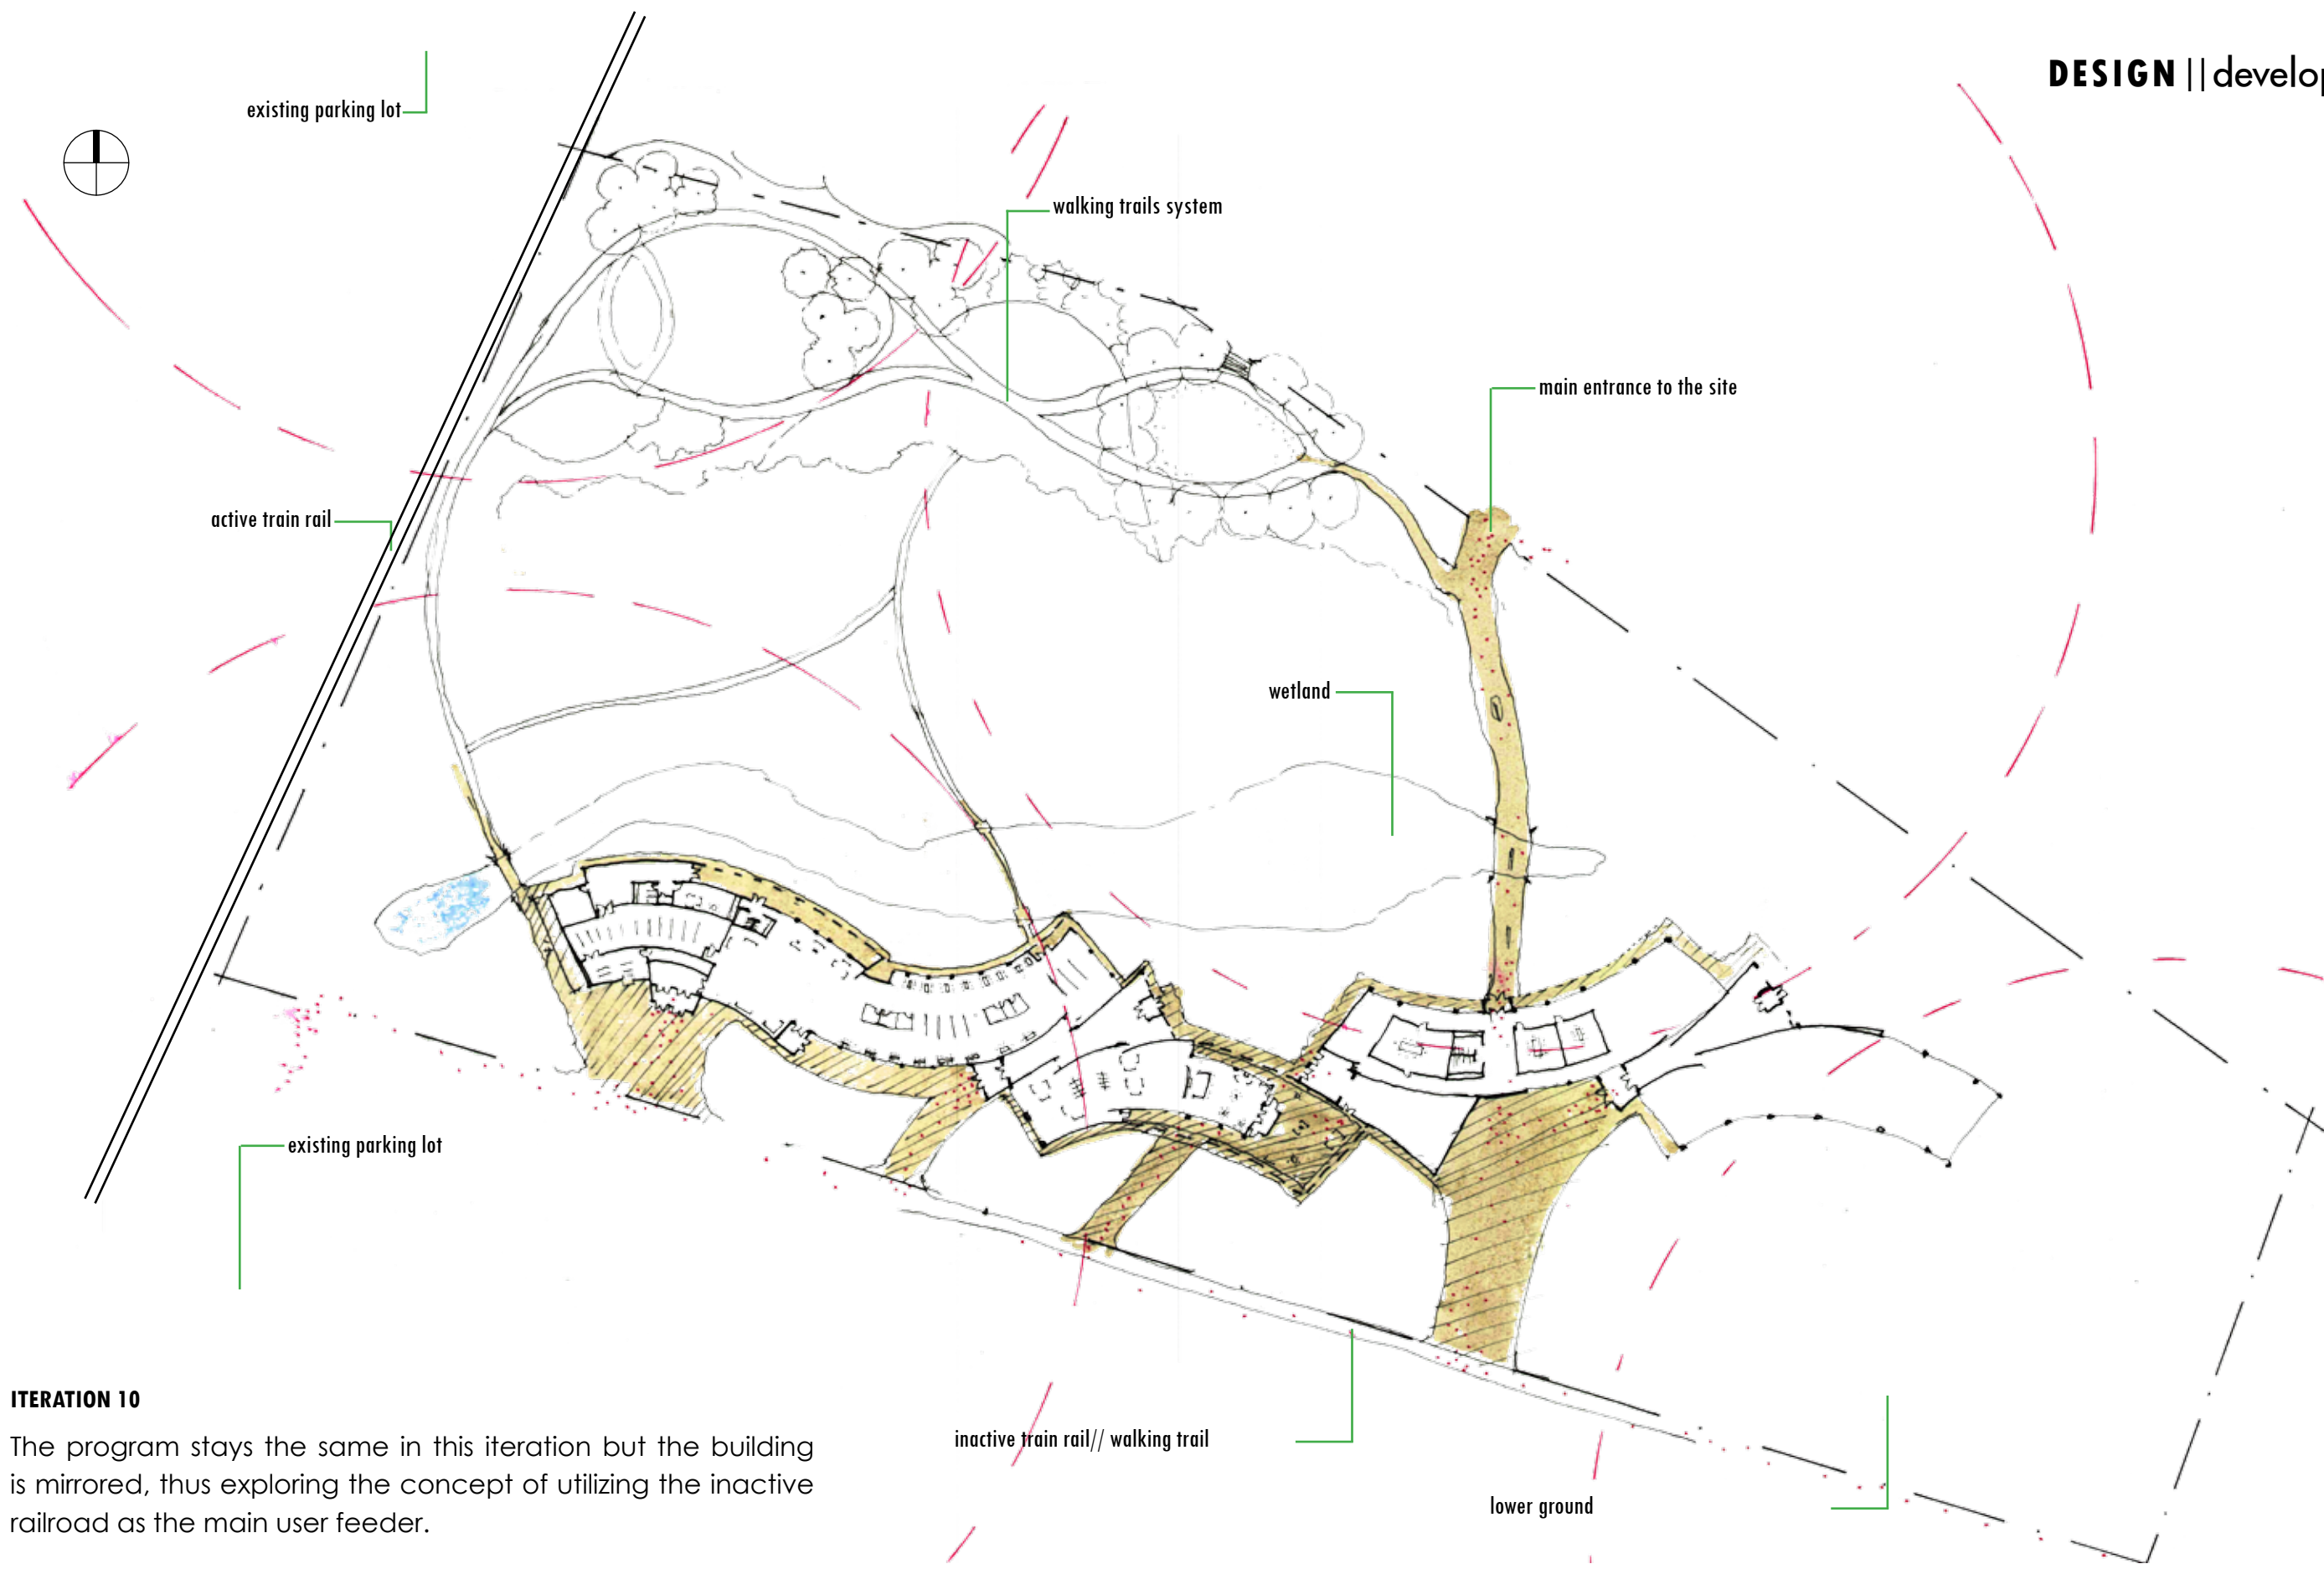 DESIGN||develop
existing parking lot
walking trails system
main entrance to the site
active train rail
wetland
existing parking lot
inactive train rail// walking trail
lower ground
ITERATION 10
The program stays the same in this iteration but the building
is mirrored, thus exploring the concept of utilizing the inactive
railroad as the main user feeder.